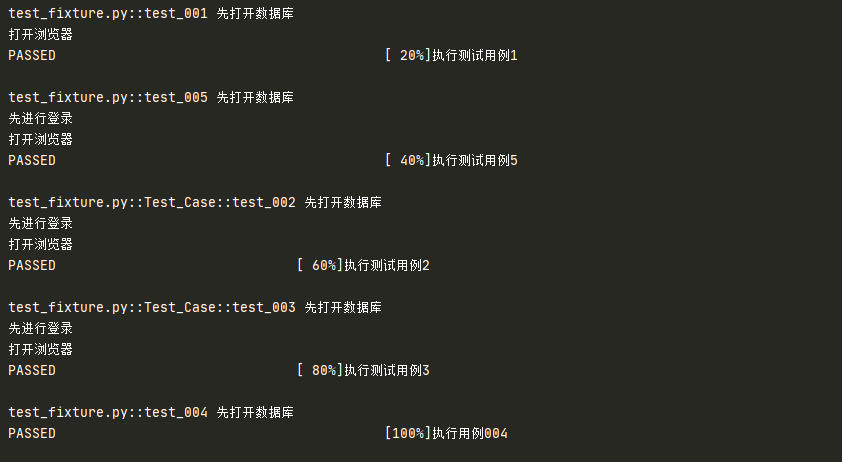 test_fixture.py::test_001 先打开数据库
打开浏览器
PASSED [ 20%]执行测试用例1
test_fixture.py::test_005 先打开数据库
先进行登录
打开浏览器
PASSED [ 40%]执行测试用例5
test_fixture.py::Test_Case::test_002 先打开数据库
先进行登录
打开浏览器
PASSED [ 60%]执行测试用例2
test_fixture.py::Test_Case::test_003 先打开数据库
先进行登录
打开浏览器
PASSED [ 80%]执行测试用例3
test_fixture.py::test_004 先打开数据库
PASSED [100%]执行用例004